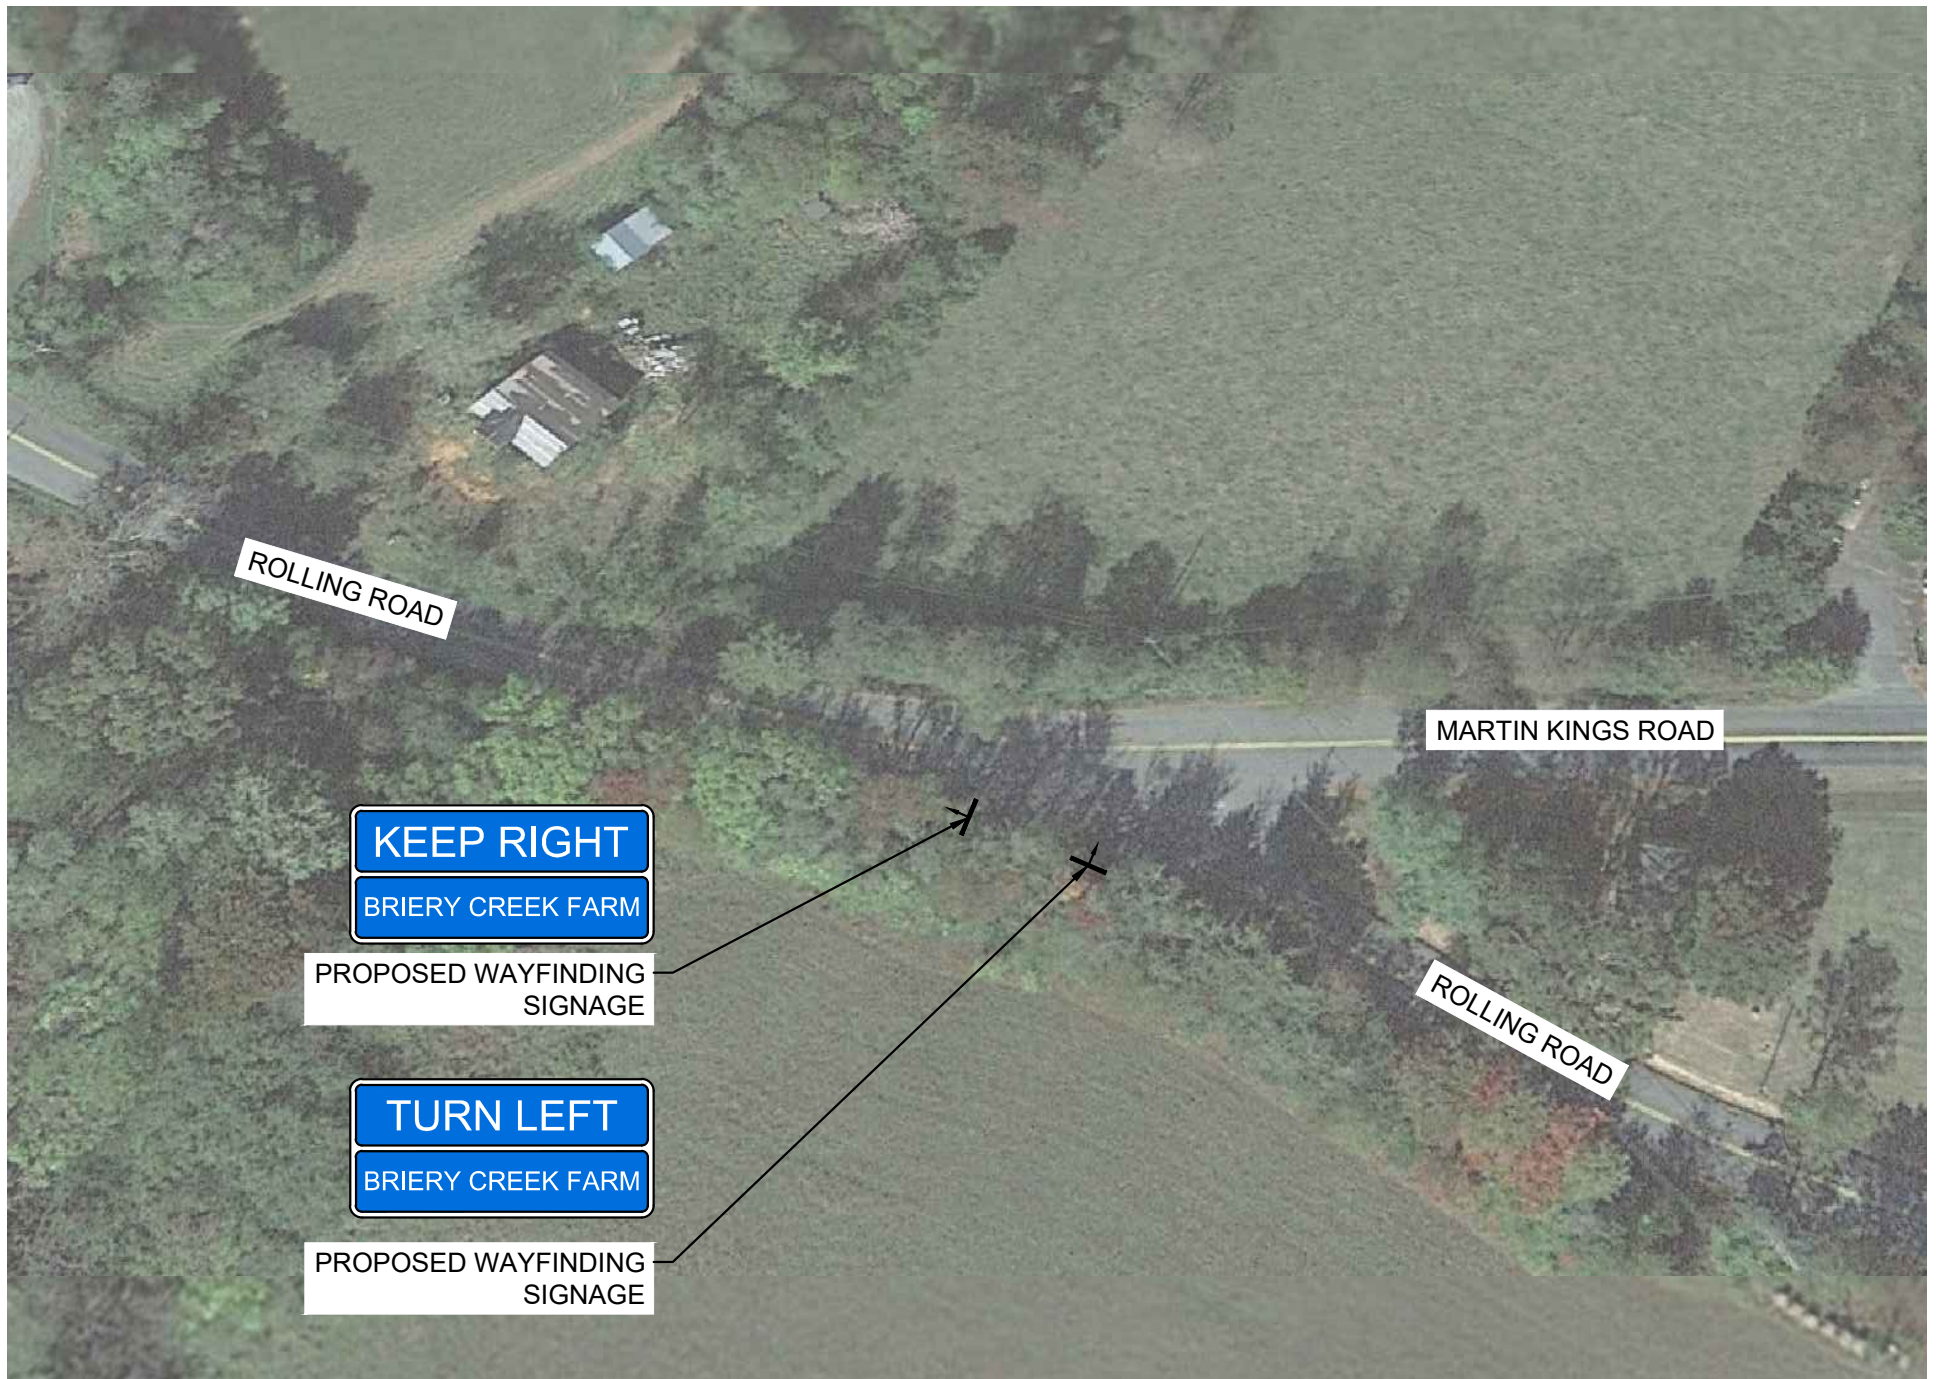 ROLLING ROAD
MARTIN KINGS ROAD
KEEP RIGHT
BRIERY CREEK FARM
PROPOSED WAYFINDING
SIGNAGE
ROLLING ROAD
TURN LEFT
BRIERY CREEK FARM
PROPOSED WAYFINDING
SIGNAGE